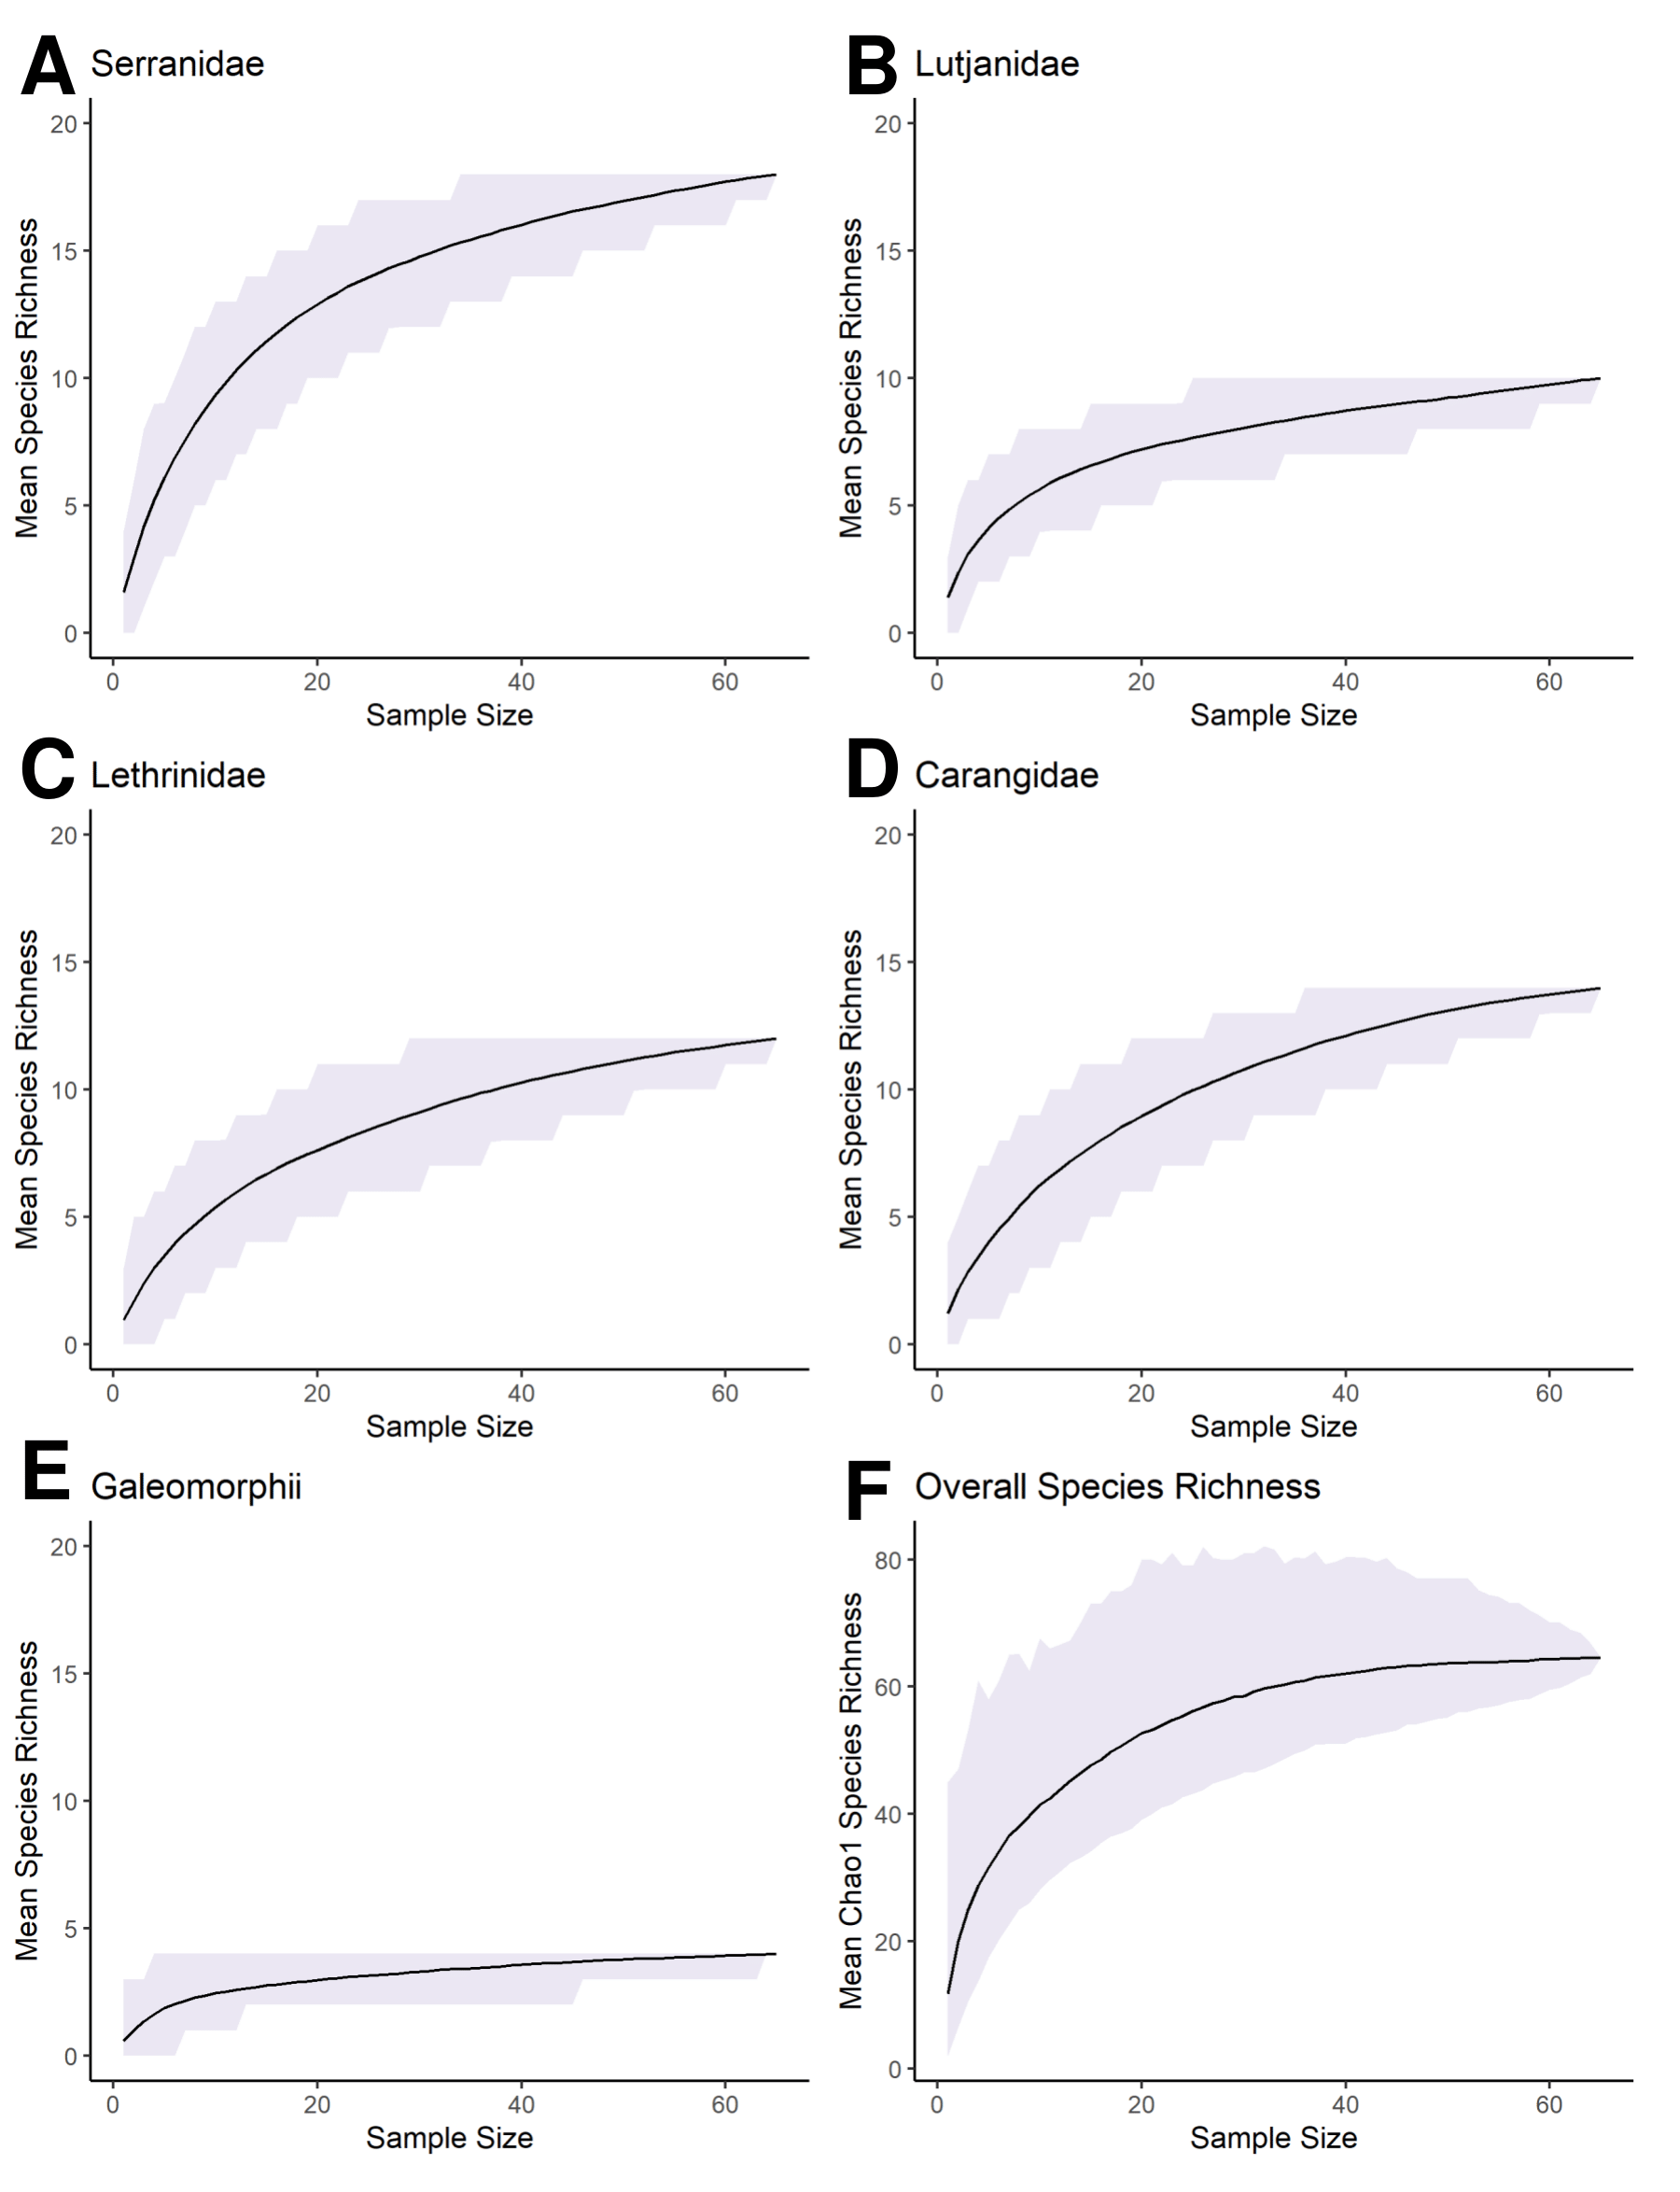 A Serranidae
Mean Species Richness
20
15
10
5
0
0 20 40 60
Sample Size
B Lutjanidae
Mean Species Richness
20
15
10
5
0
0 20 40 60
Sample Size
C Lethrinidae
Mean Species Richness
20
15
10
5
0
0 20 40 60
Sample Size
D Carangidae
Mean Species Richness
20
15
10
5
0
0 20 40 60
Sample Size
E Galeomorphii
Mean Species Richness
20
15
10
5
0
0 20 40 60
Sample Size
F Overall Species Richness
Mean Chao1 Species Richness
80
60
40
20
0
0 20 40 60
Sample Size